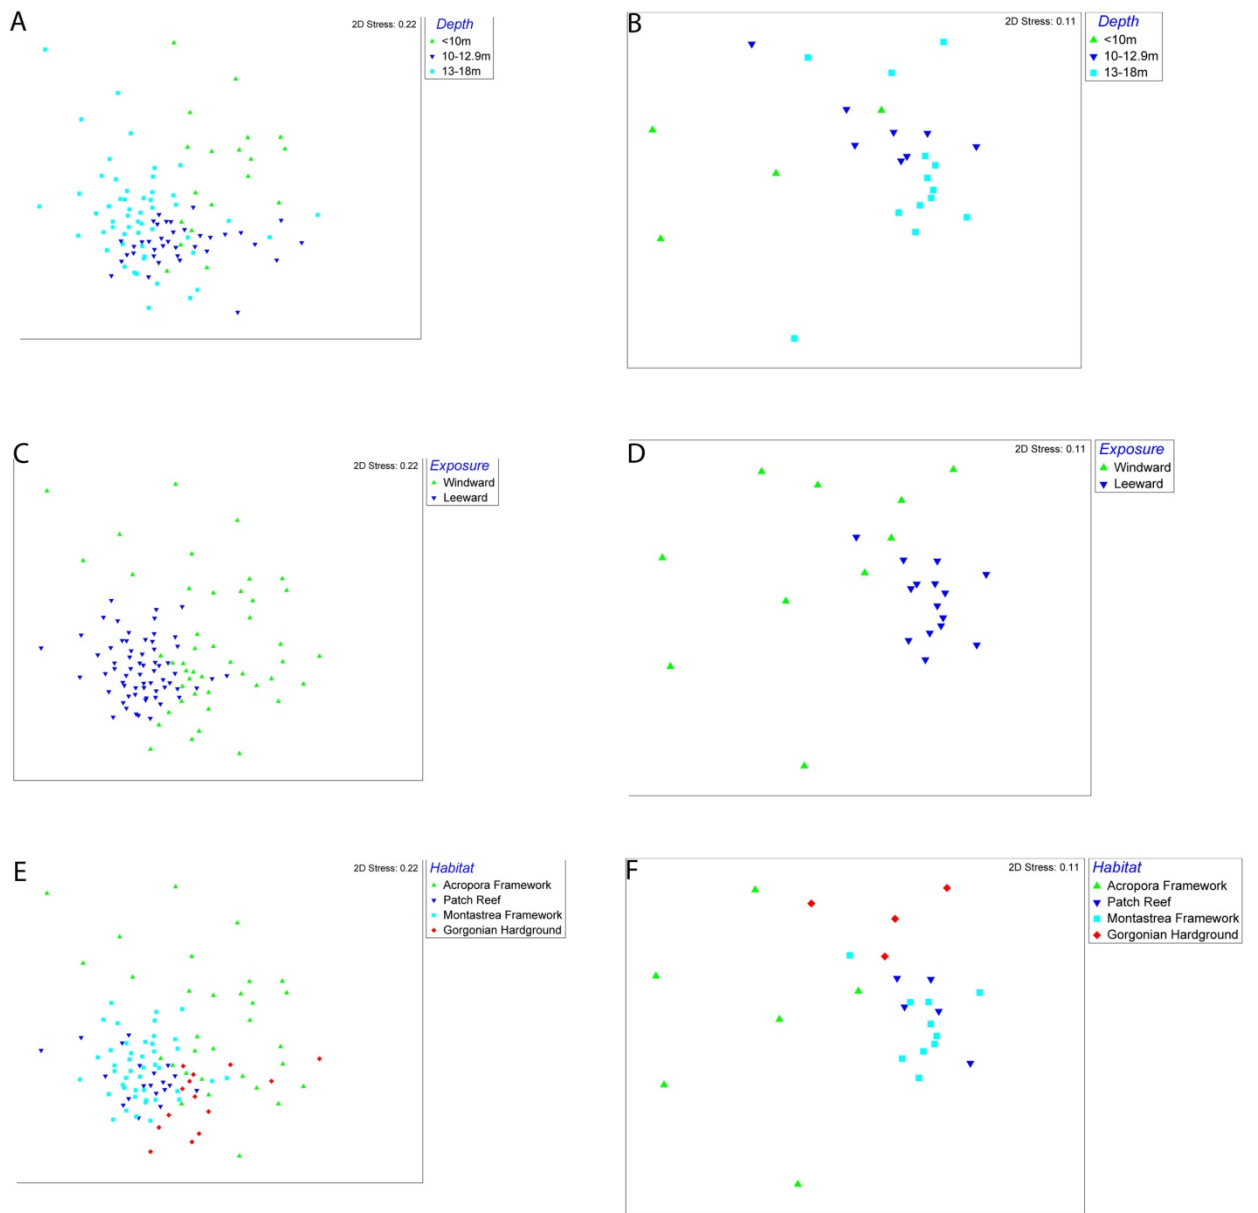 A
2D Stress: 0.22
Depth
<10m
10-12.9m
13-18m
B
2D Stress: 0.11
Depth
<10m
10-12.9m
13-18m
C
2D Stress: 0.22
Exposure
Windward
Leeward
D
2D Stress: 0.11
Exposure
Windward
Leeward
E
2D Stress: 0.22
Habitat
Acropora Framework
Patch Reef
Montastrea Framework
Gorgonian Hardground
F
2D Stress: 0.11
Habitat
Acropora Framework
Patch Reef
Montastrea Framework
Gorgonian Hardground